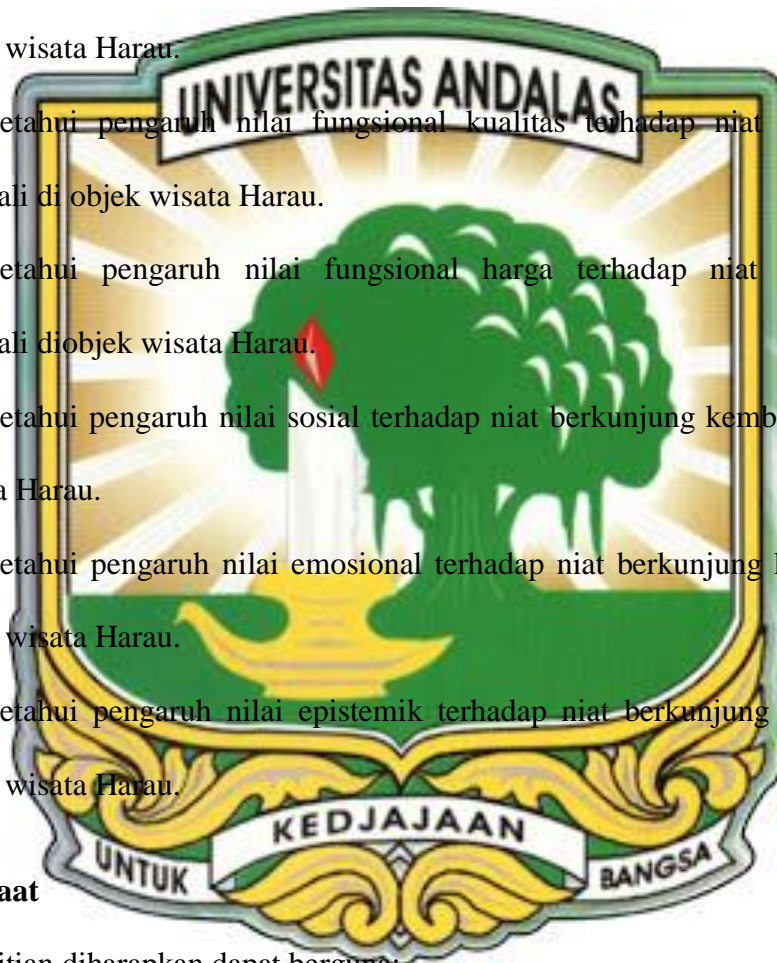 wisata Harau.
UNIVERSITAS ANDALAS
etahui pengaruh nilai fungsional kualitas terhadap niat
ali di objek wisata Harau.
etahui pengaruh nilai fungsional harga terhadap niat
ali diobjek wisata Harau.
etahui pengaruh nilai sosial terhadap niat berkunjung kemb
a Harau.
etahui pengaruh nilai emosional terhadap niat berkunjung
wisata Harau.
etahui pengaruh nilai epistemik terhadap niat berkunjung
wisata Harau.
UNTUK KEDJAJAAN BANGSA
aat
itian diharapkan dapat berguna: